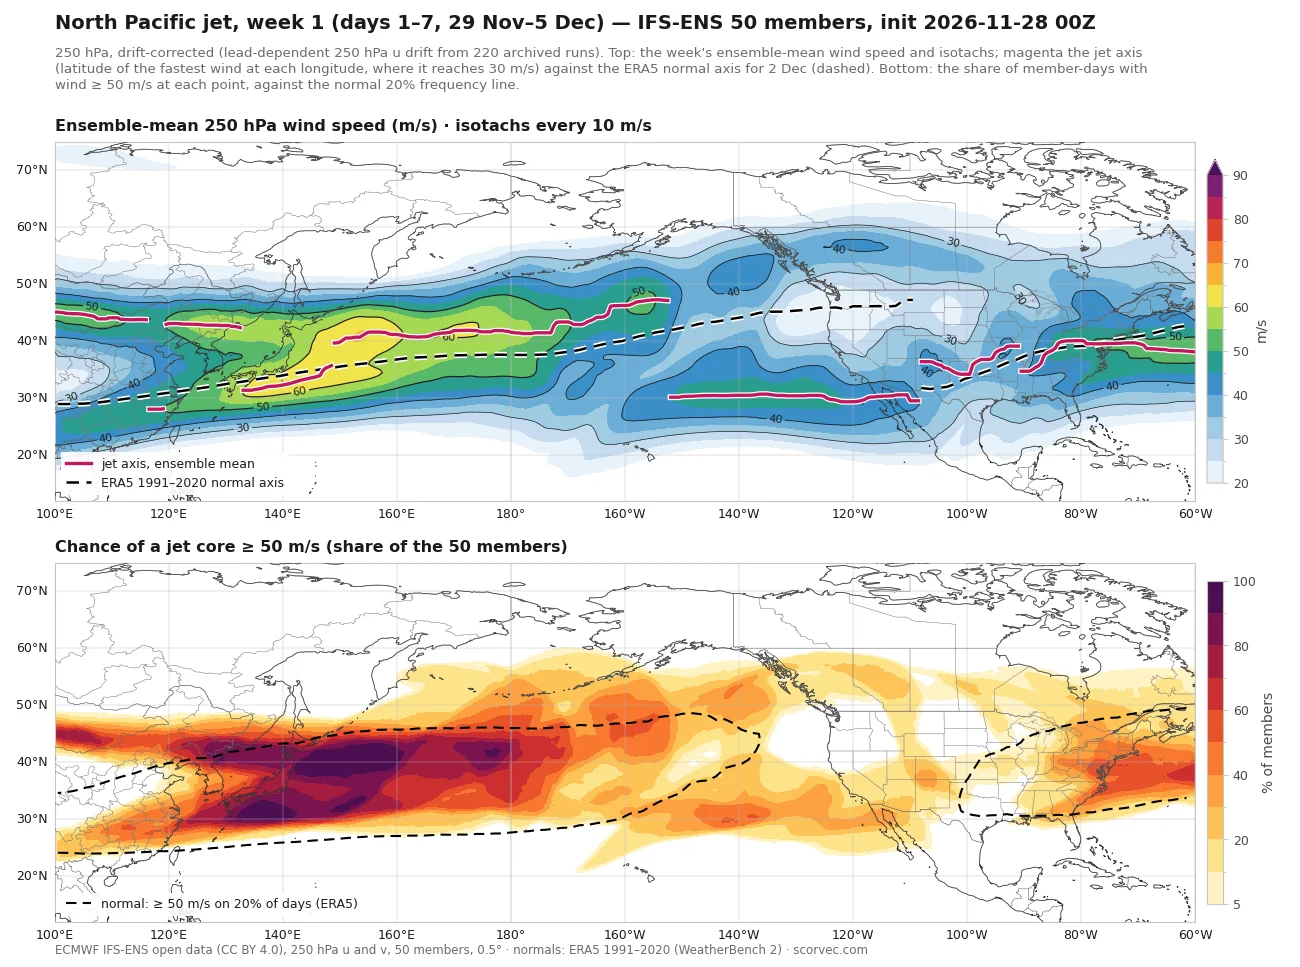 North Pacific jet, week 1 (days 1–7, 29 Nov–5 Dec) — IFS-ENS 50 members, init 2026-11-28 00Z
250 hPa, drift-corrected (lead-dependent 250 hPa u drift from 220 archived runs). Top: the week's ensemble-mean wind speed and isotachs; magenta the jet axis
(latitude of the fastest wind at each longitude, where it reaches 30 m/s) against the ERA5 normal axis for 2 Dec (dashed). Bottom: the share of member-days with
wind ≥ 50 m/s at each point, against the normal 20% frequency line.
Ensemble-mean 250 hPa wind speed (m/s) · isotachs every 10 m/s
70°N
60°N
50°N
40°N
30°N
20°N
50
30
40
40
50
30
60
60
50
40
40
30
40
30
30
40
50
40
jet axis, ensemble mean
ERA5 1991–2020 normal axis
100°E 120°E 140°E 160°E 180° 160°W 140°W 120°W 100°W 80°W 60°W
90
80
70
60
50
40
30
20
m/s
Chance of a jet core ≥ 50 m/s (share of the 50 members)
70°N
60°N
50°N
40°N
30°N
20°N
normal: ≥ 50 m/s on 20% of days (ERA5)
100°E 120°E 140°E 160°E 180° 160°W 140°W 120°W 100°W 80°W 60°W
100
80
60
40
20
5
% of members
ECMWF IFS-ENS open data (CC BY 4.0), 250 hPa u and v, 50 members, 0.5° · normals: ERA5 1991–2020 (WeatherBench 2) · scorvec.com